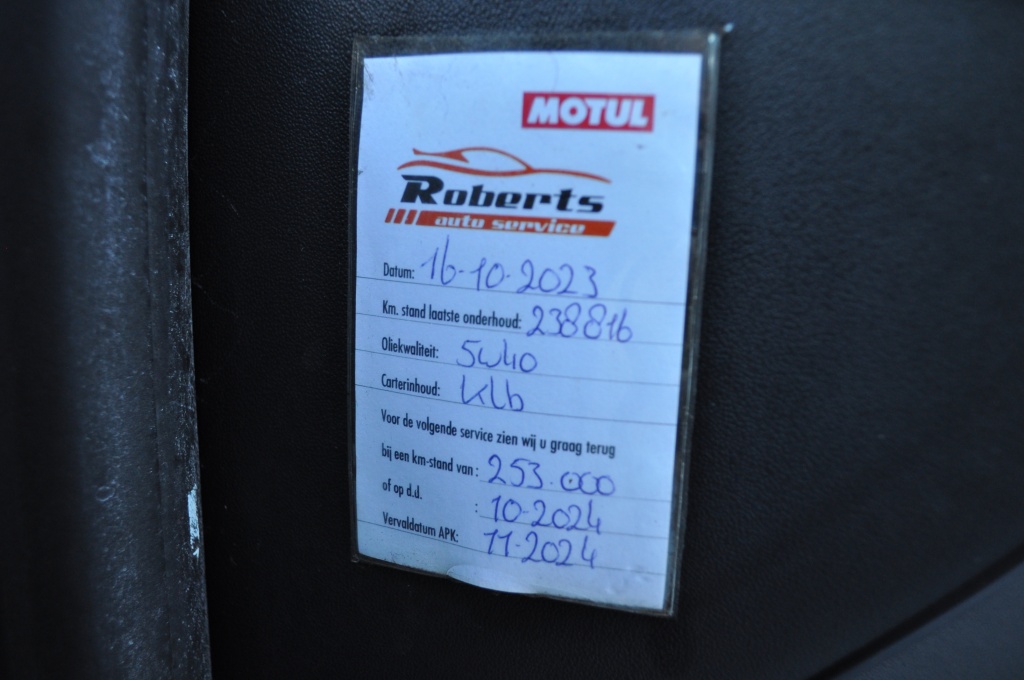 MOTUL
Roberts
auto service
Datum: 16-10-2023
Km. stand laatste onderhoud: 238816
Oliekwaliteit: 5W40
Carterinhoud: KLB
Voor de volgende service zien wij u graag terug
bij een km-stand van: 253.000
of op d.d. : 10-2024
Vervaldatum APK: 11-2024